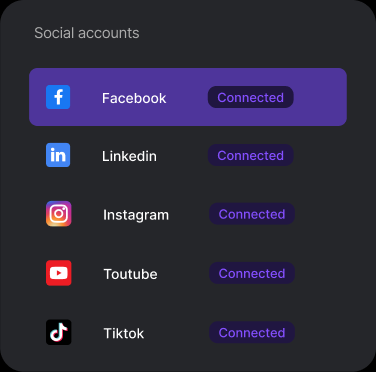 Social accounts
Facebook Connected
Linkedin Connected
Instagram Connected
Toutube Connected
Tiktok Connected